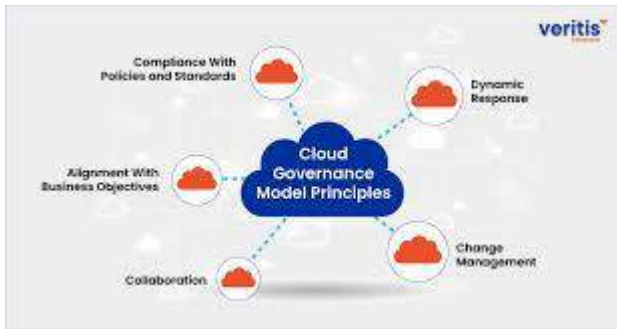 veritis
Compliance With
Policies and Standards
Dynamic
Response
Cloud
Governance
Model Principles
Alignment With
Business Objectives
Change
Management
Collaboration